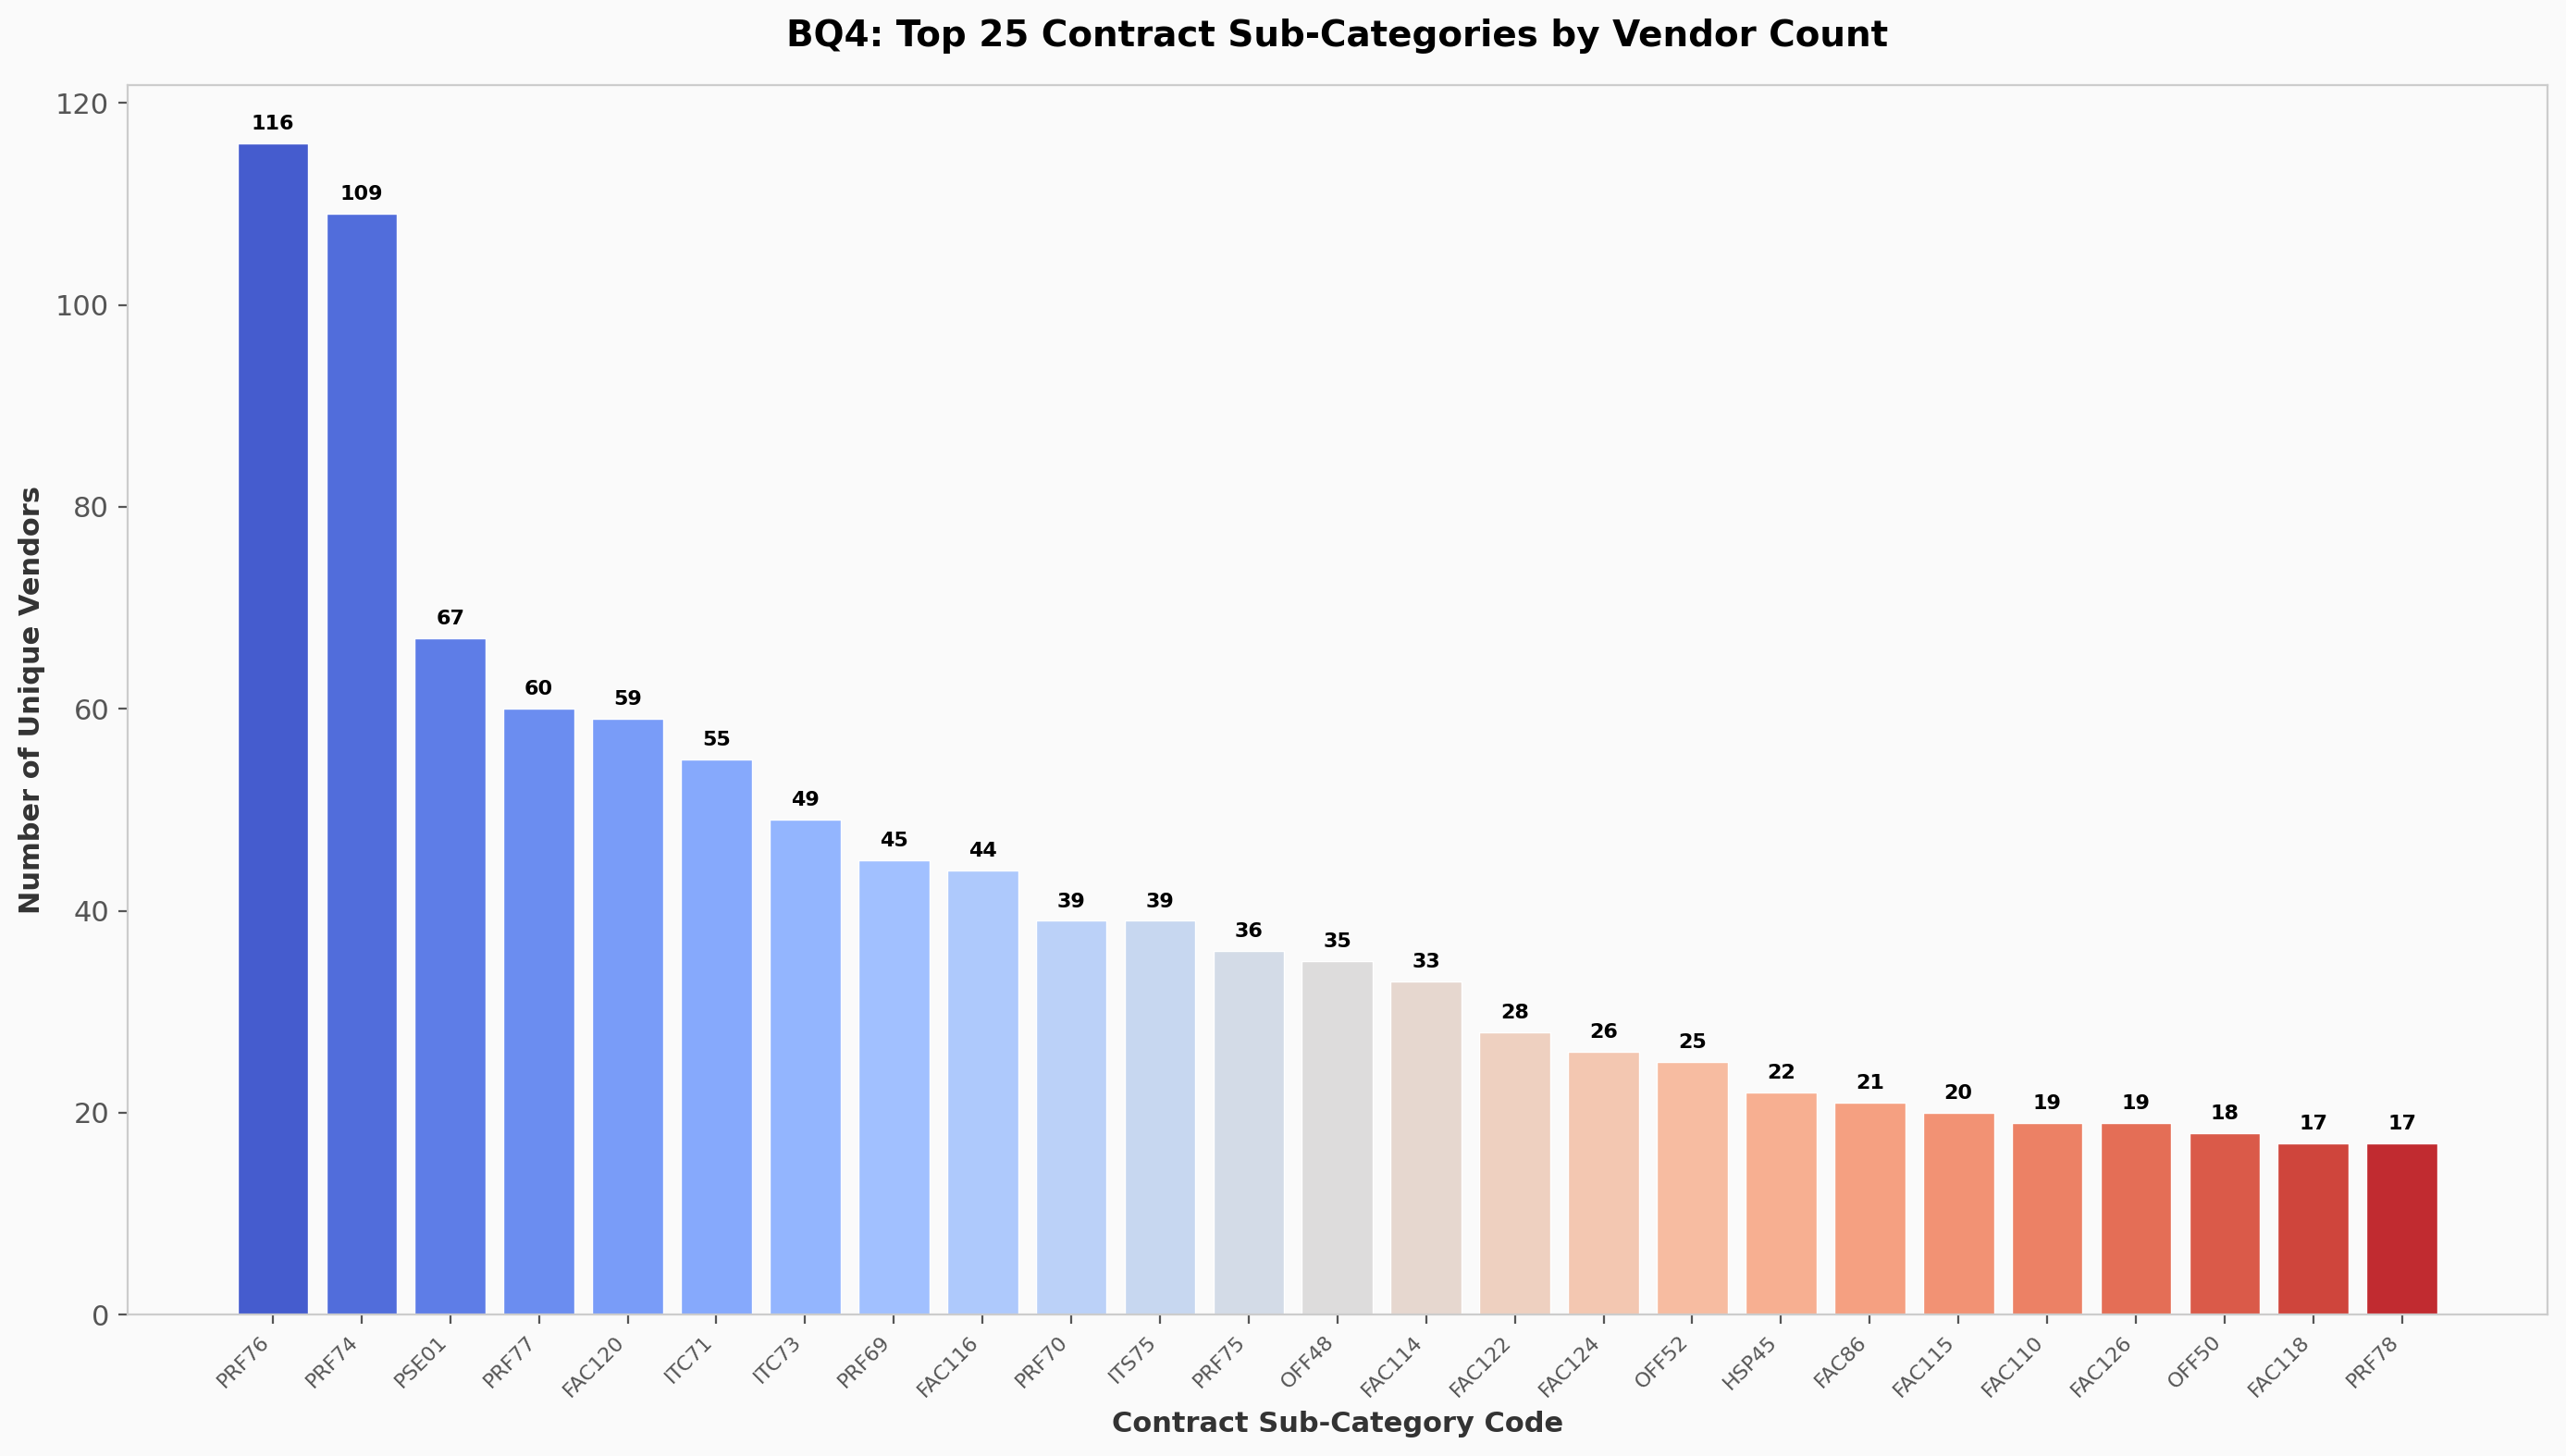 BQ4: Top 25 Contract Sub-Categories by Vendor Count
Number of Unique Vendors
120
100
80
60
40
20
0
116
109
67
60
59
55
49
45
44
39
39
36
35
33
28
26
25
22
21
20
19
19
18
17
17
PRF76
PRF74
PSE01
PRF77
FAC120
ITC71
ITC73
PRF69
FAC116
PRF70
ITS75
PRF75
OFF48
FAC114
FAC122
FAC124
OFF52
HSP45
FAC86
FAC115
FAC110
FAC126
OFF50
FAC118
PRF78
Contract Sub-Category Code